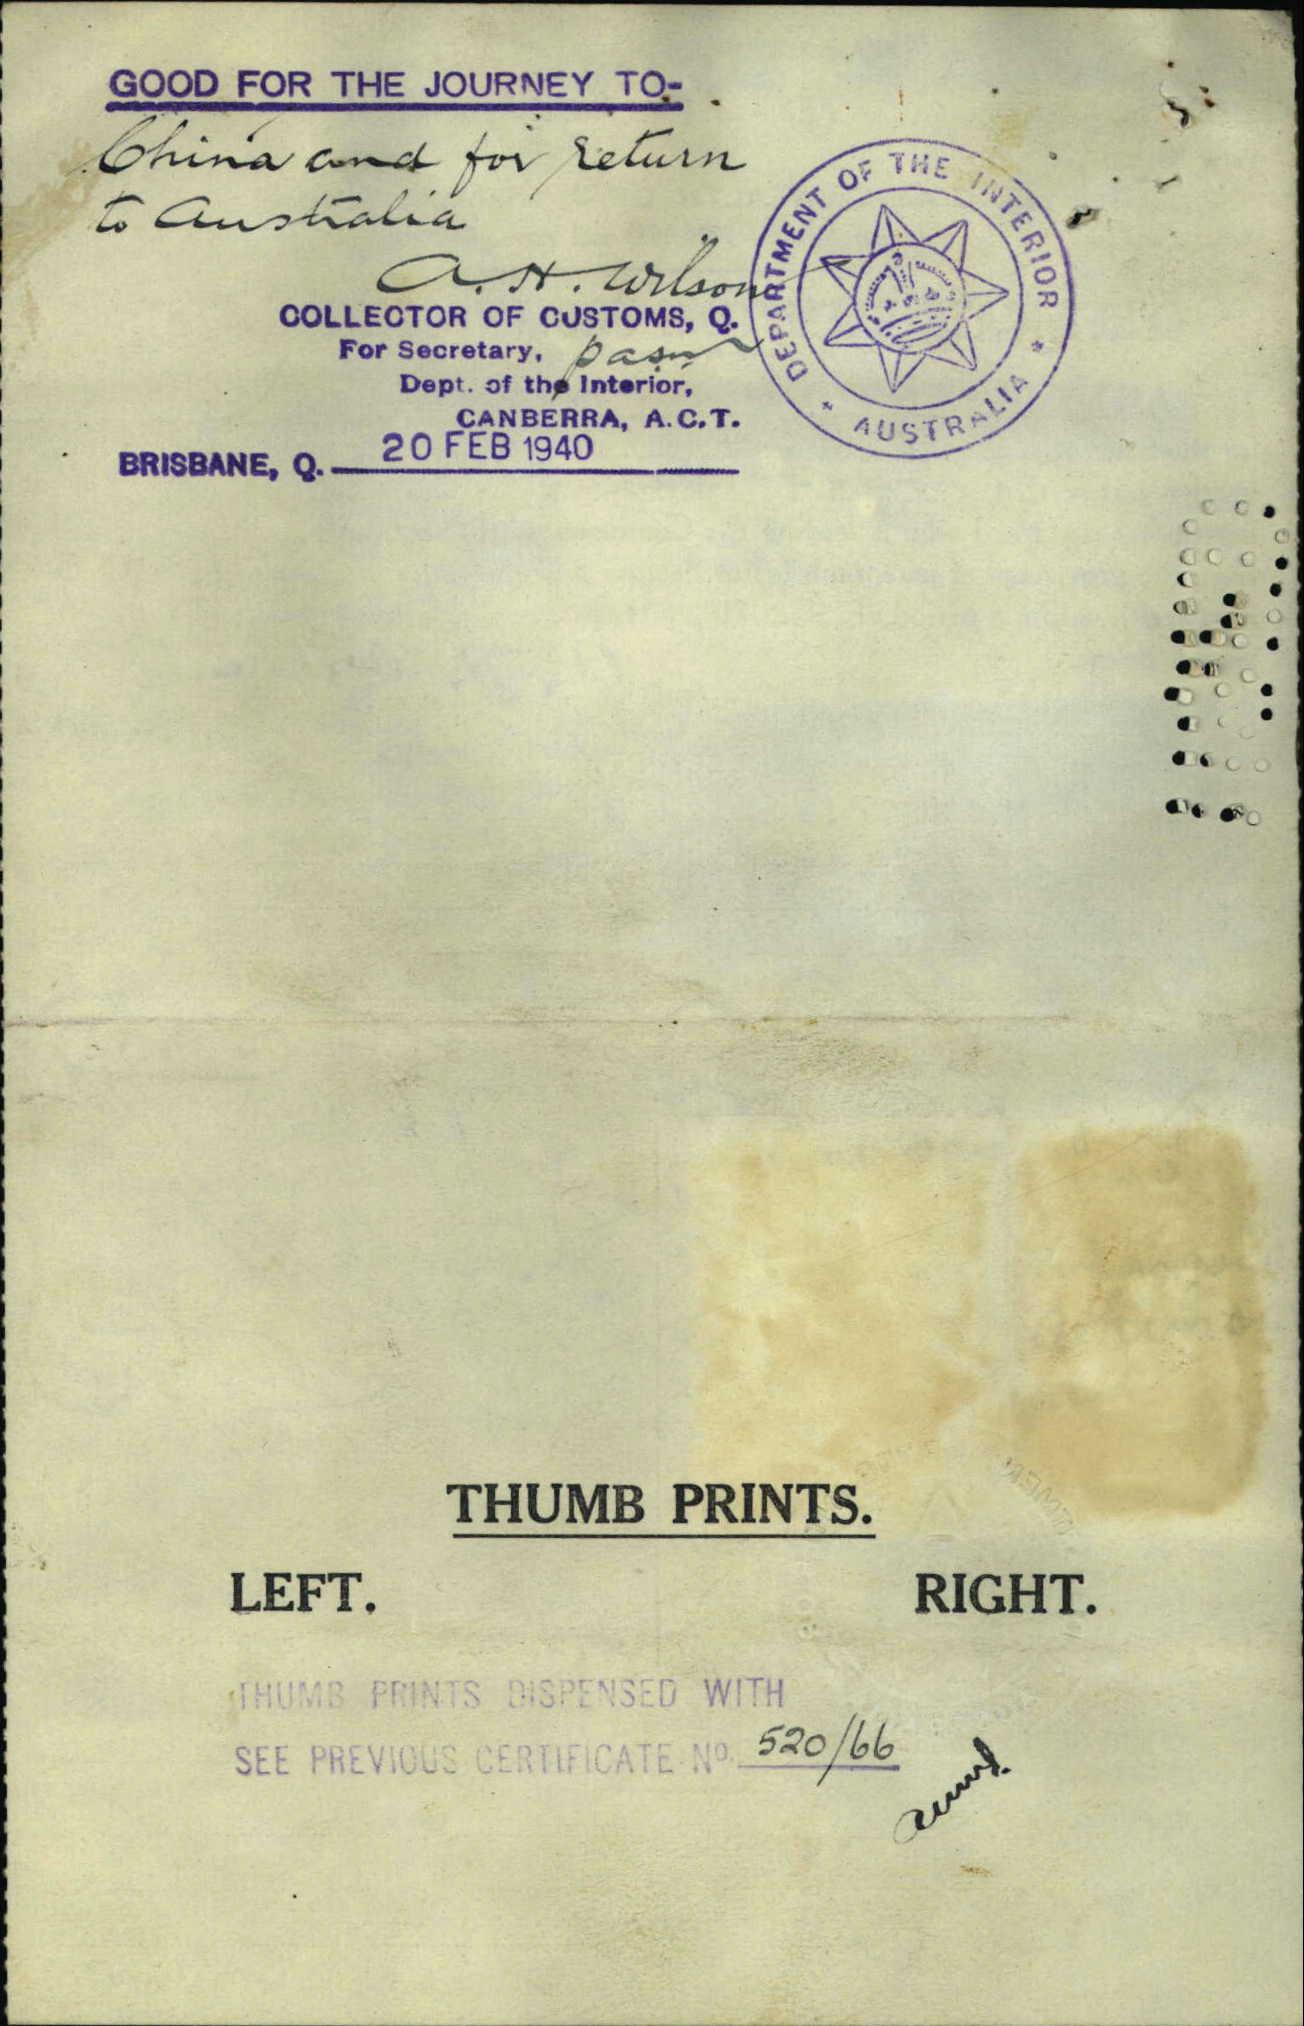 GOOD FOR THE JOURNEY TO-
China and for return
to Australia
A. H. Wilson
COLLECTOR OF CUSTOMS, Q.
For Secretary,
Dept. of the Interior,
CANBERRA, A.C.T.
BRISBANE, Q. 20 FEB 1940
DEPARTMENT OF THE INTERIOR
* AUSTRALIA *
THUMB PRINTS.
LEFT. RIGHT.
THUMB PRINTS DISPENSED WITH
SEE PREVIOUS CERTIFICATE No. 520/66